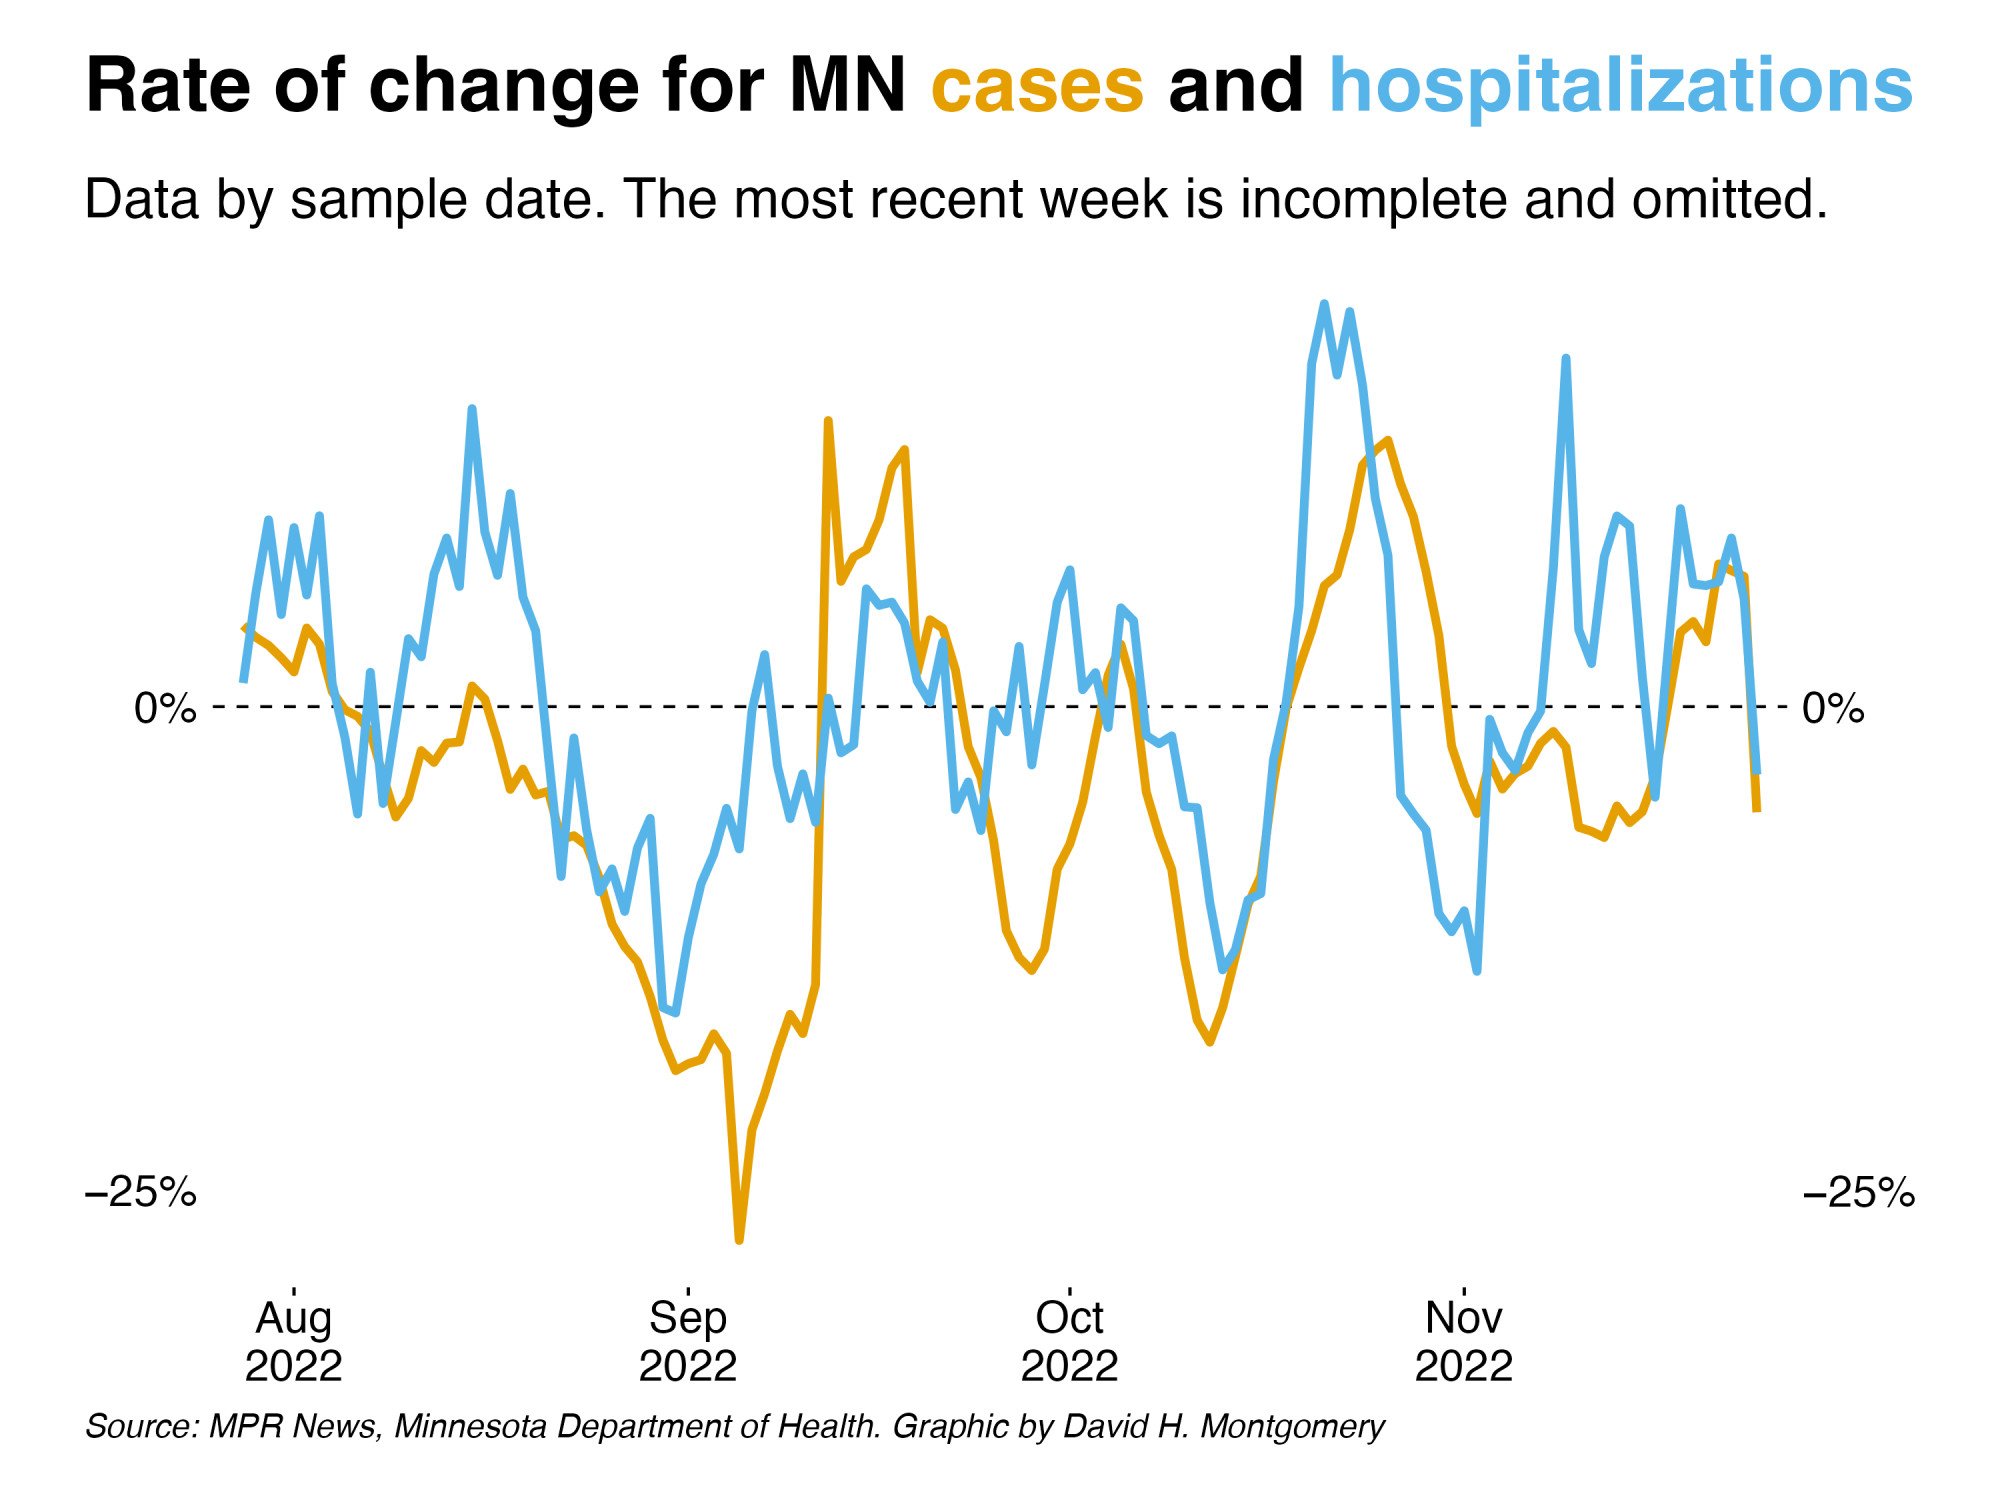 Rate of change for MN cases and hospitalizations
Data by sample date. The most recent week is incomplete and omitted.
0% 0%
−25% −25%
Aug Sep Oct Nov
2022 2022 2022 2022
Source: MPR News, Minnesota Department of Health. Graphic by David H. Montgomery